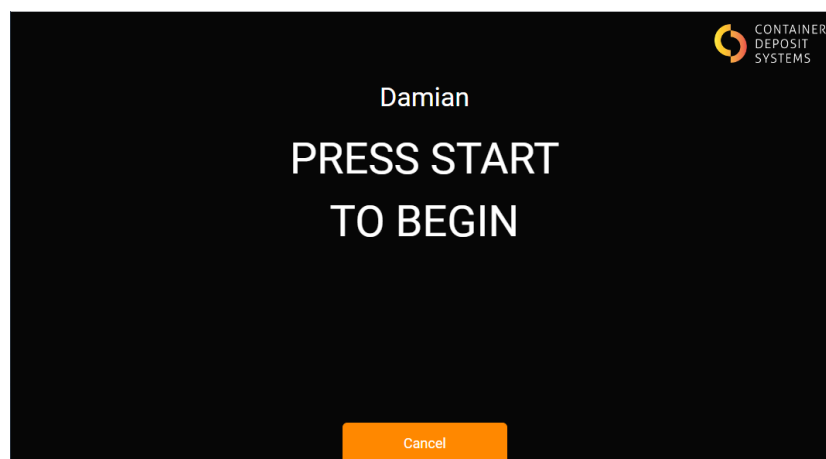 CONTAINER
DEPOSIT
SYSTEMS
Damian
PRESS START
TO BEGIN
Cancel